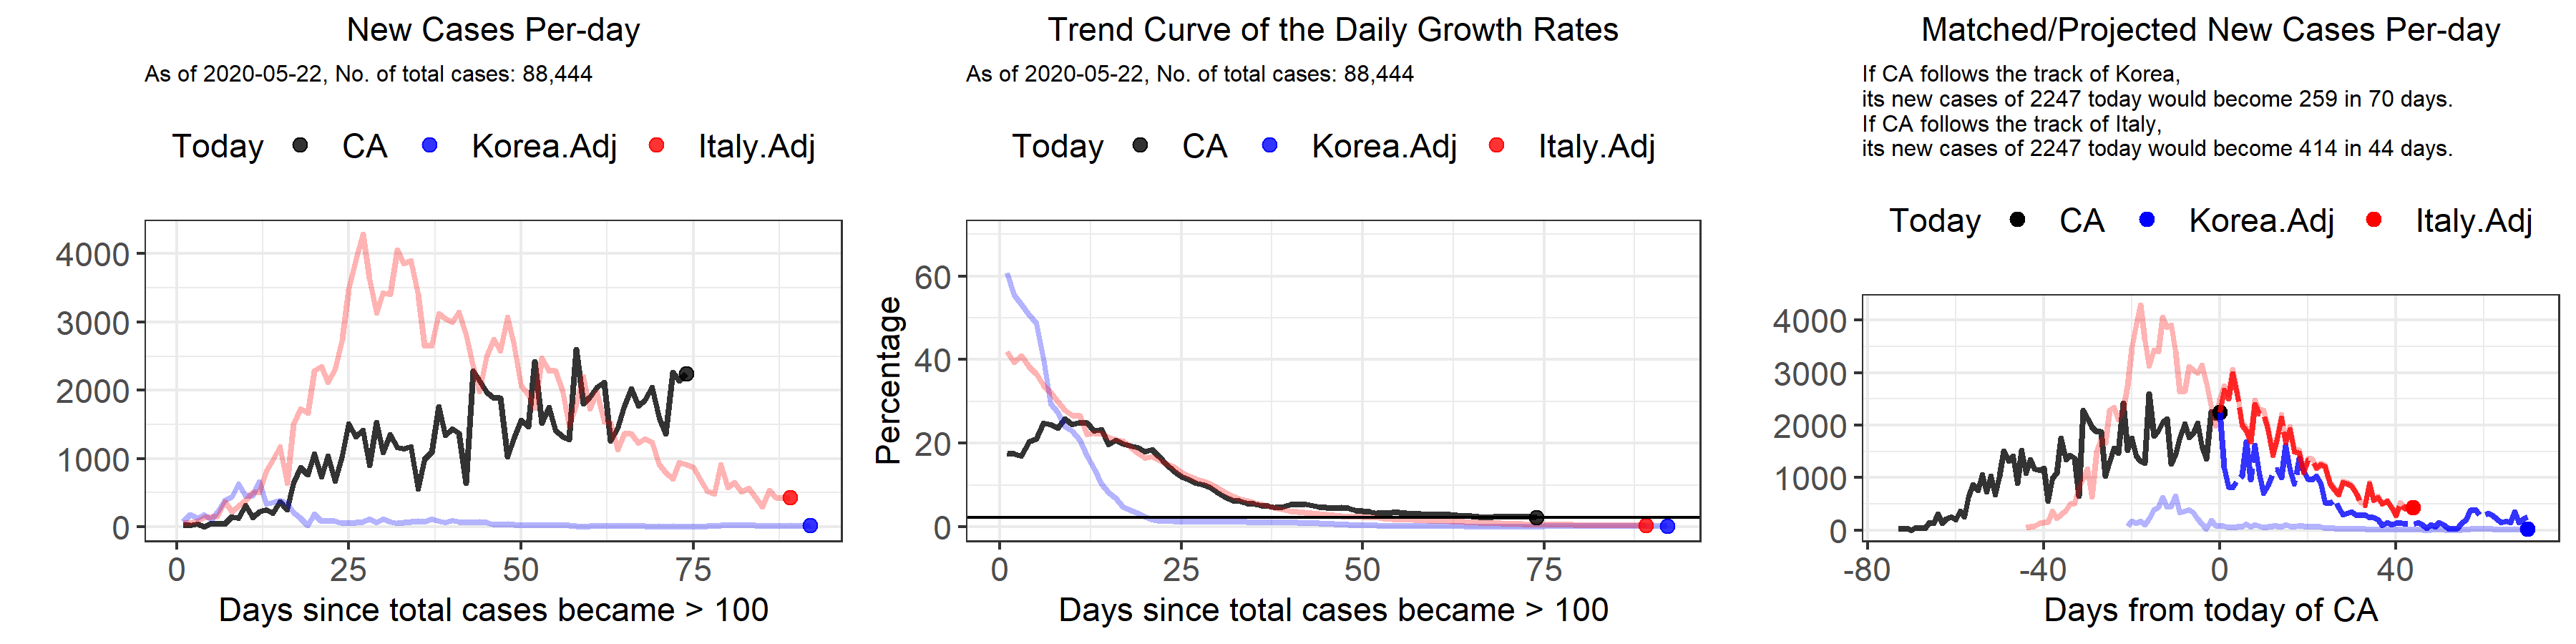 New Cases Per-day
As of 2020-05-22, No. of total cases: 88,444
Today CA Korea.Adj Italy.Adj
4000
3000
2000
1000
0
0 25 50 75
Days since total cases became > 100
Trend Curve of the Daily Growth Rates
As of 2020-05-22, No. of total cases: 88,444
Today CA Korea.Adj Italy.Adj
Percentage
60
40
20
0
0 25 50 75
Days since total cases became > 100
Matched/Projected New Cases Per-day
If CA follows the track of Korea,
its new cases of 2247 today would become 259 in 70 days.
If CA follows the track of Italy,
its new cases of 2247 today would become 414 in 44 days.
Today CA Korea.Adj Italy.Adj
4000
3000
2000
1000
0
-80 -40 0 40
Days from today of CA